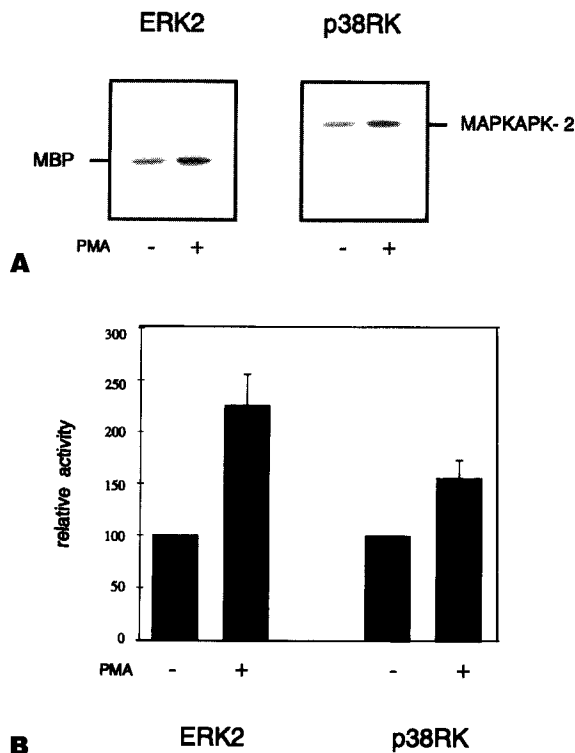 ERK2 p38RK
MBP
MAPKAPK-2
PMA - + - +
A
300
250
200
150
100
50
0
relative activity
PMA - + - +
B ERK2 p38RK